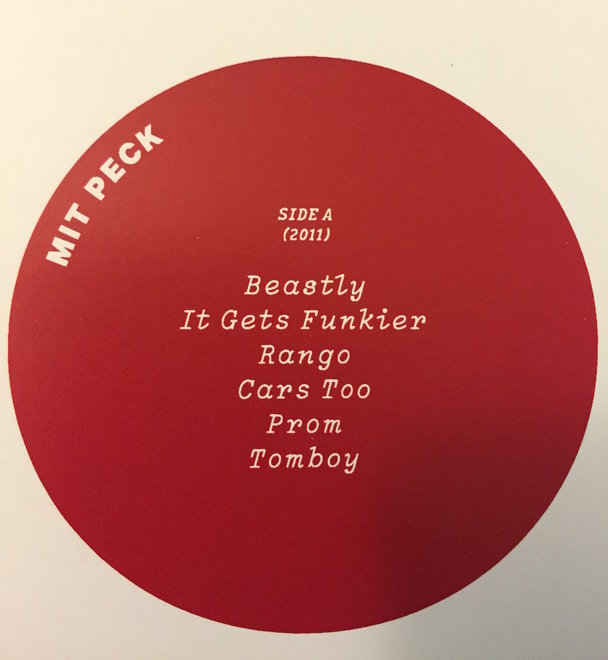 MIT PECK
SIDE A
(2011)
Beastly
It Gets Funkier
Rango
Cars Too
Prom
Tomboy